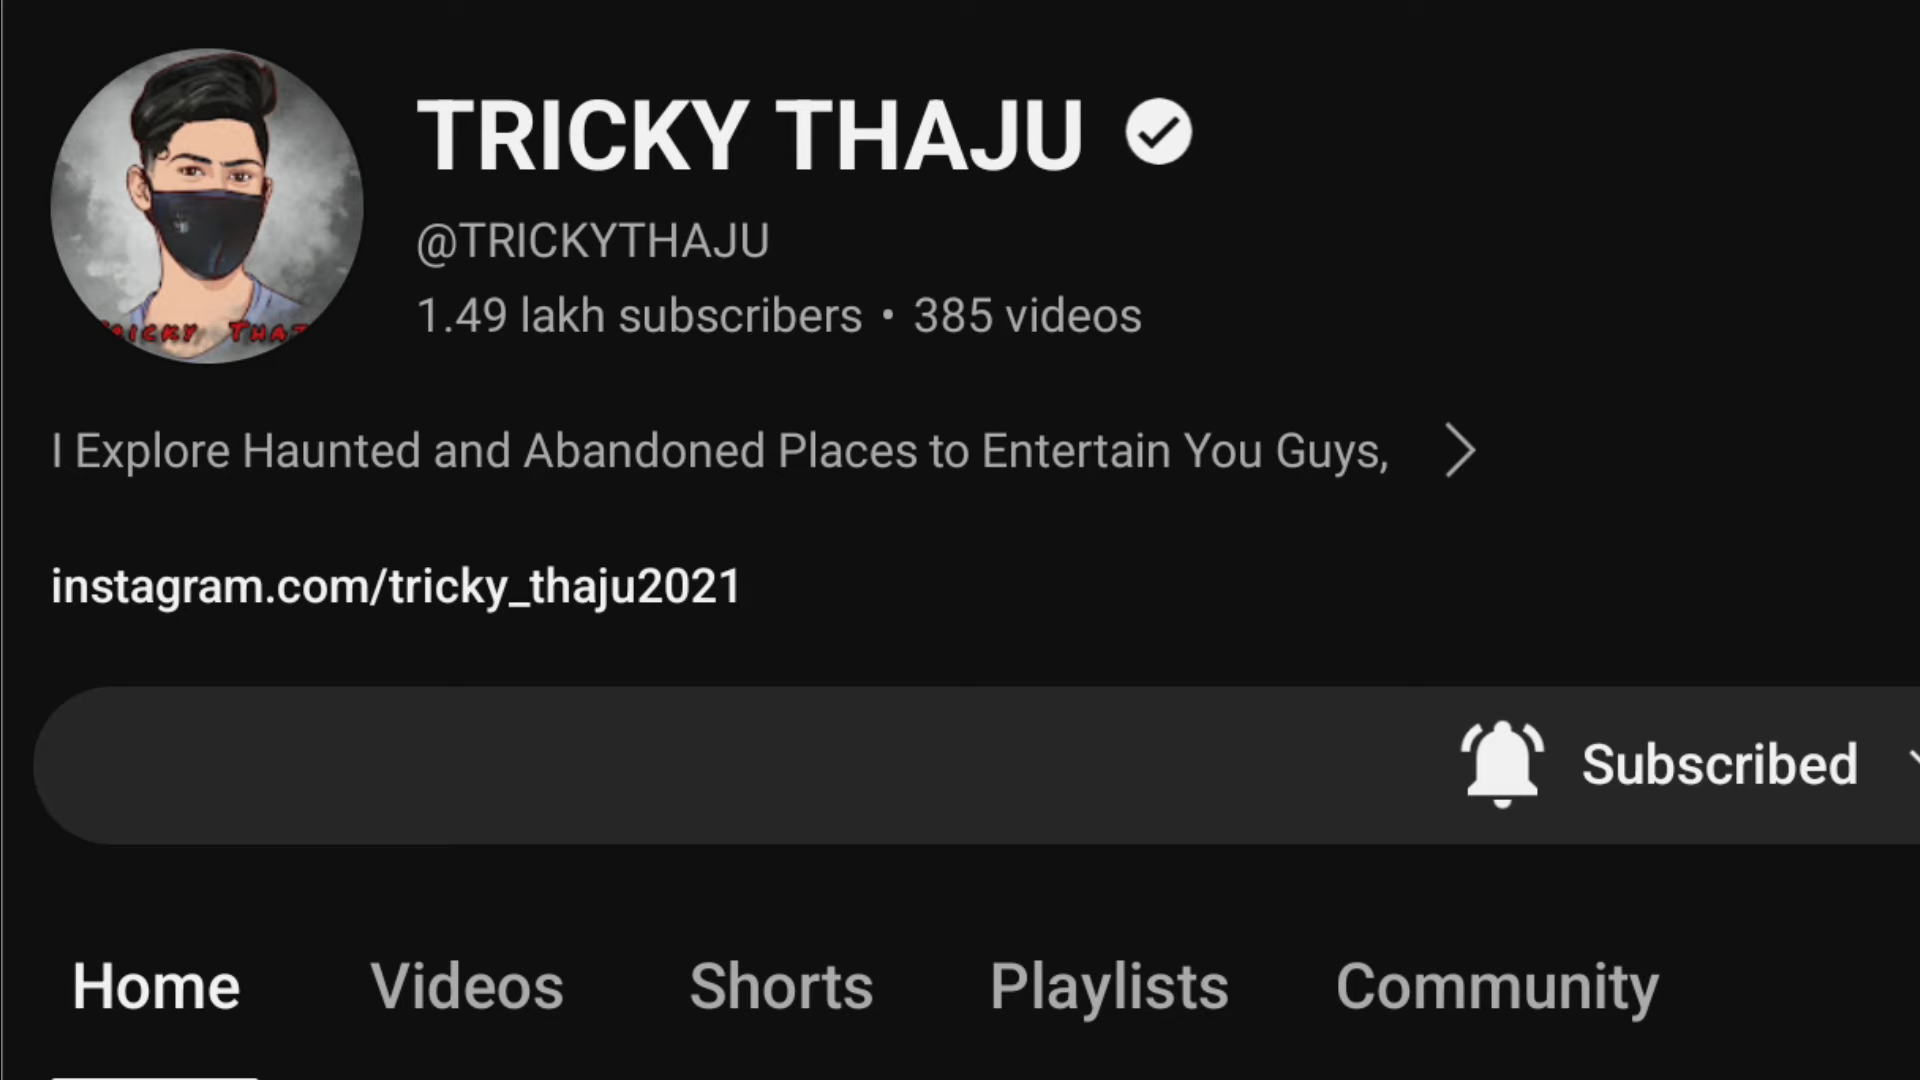 TRICKY THAJU
@TRICKYTHAJU
1.49 lakh subscribers • 385 videos
I Explore Haunted and Abandoned Places to Entertain You Guys,
instagram.com/tricky_thaju2021
Subscribed
Home Videos Shorts Playlists Community